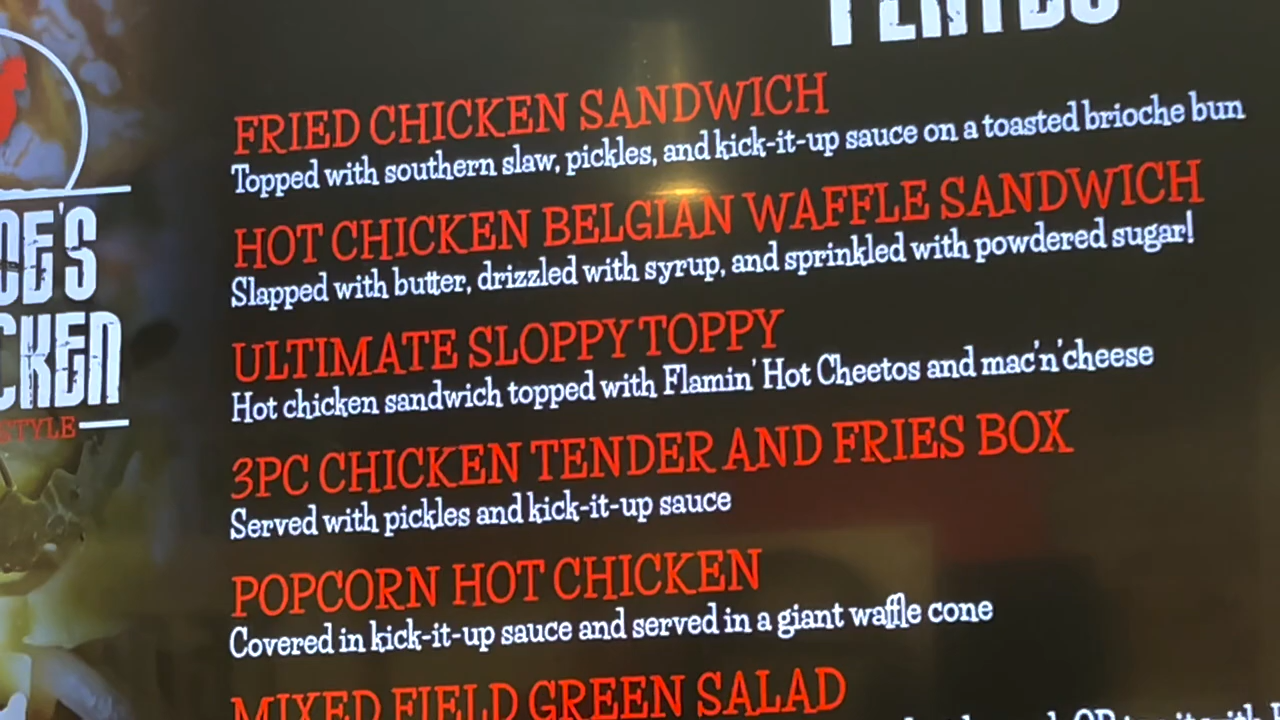 FRIED CHICKEN SANDWICH
Topped with southern slaw, pickles, and kick-it-up sauce on a toasted brioche bun
HOT CHICKEN BELGIAN WAFFLE SANDWICH
Slapped with butter, drizzled with syrup, and sprinkled with powdered sugar!
ULTIMATE SLOPPY TOPPY
Hot chicken sandwich topped with Flamin' Hot Cheetos and mac'n'cheese
3PC CHICKEN TENDER AND FRIES BOX
Served with pickles and kick-it-up sauce
POPCORN HOT CHICKEN
Covered in kick-it-up sauce and served in a giant waffle cone
MIXED FIELD GREEN SALAD
OE'S
CKEN
STYLE